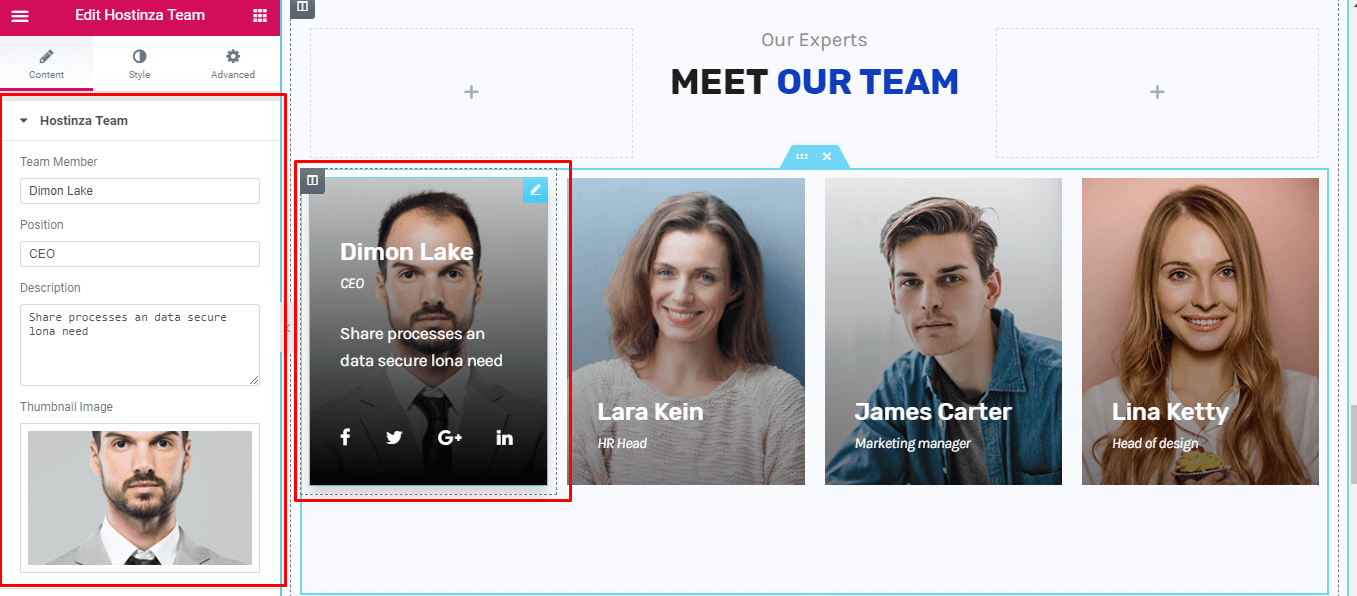 Edit Hostinza Team
Content
Style
Advanced
Hostinza Team
Team Member
Dimon Lake
Position
CEO
Description
Share processes an data secure
lona need
Thumbnail Image
Our Experts
MEET OUR TEAM
Dimon Lake
CEO
Share processes an
data secure lona need
Lara Kein
HR Head
James Carter
Marketing manager
Lina Ketty
Head of design